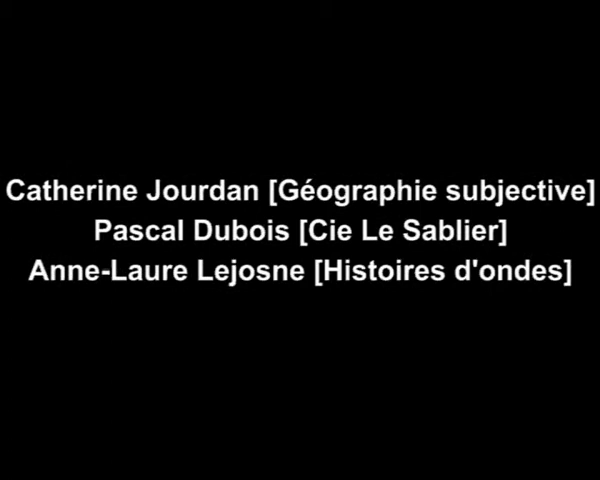 Catherine Jourdan [Géographie subjective]
Pascal Dubois [Cie Le Sablier]
Anne-Laure Lejosne [Histoires d'ondes]